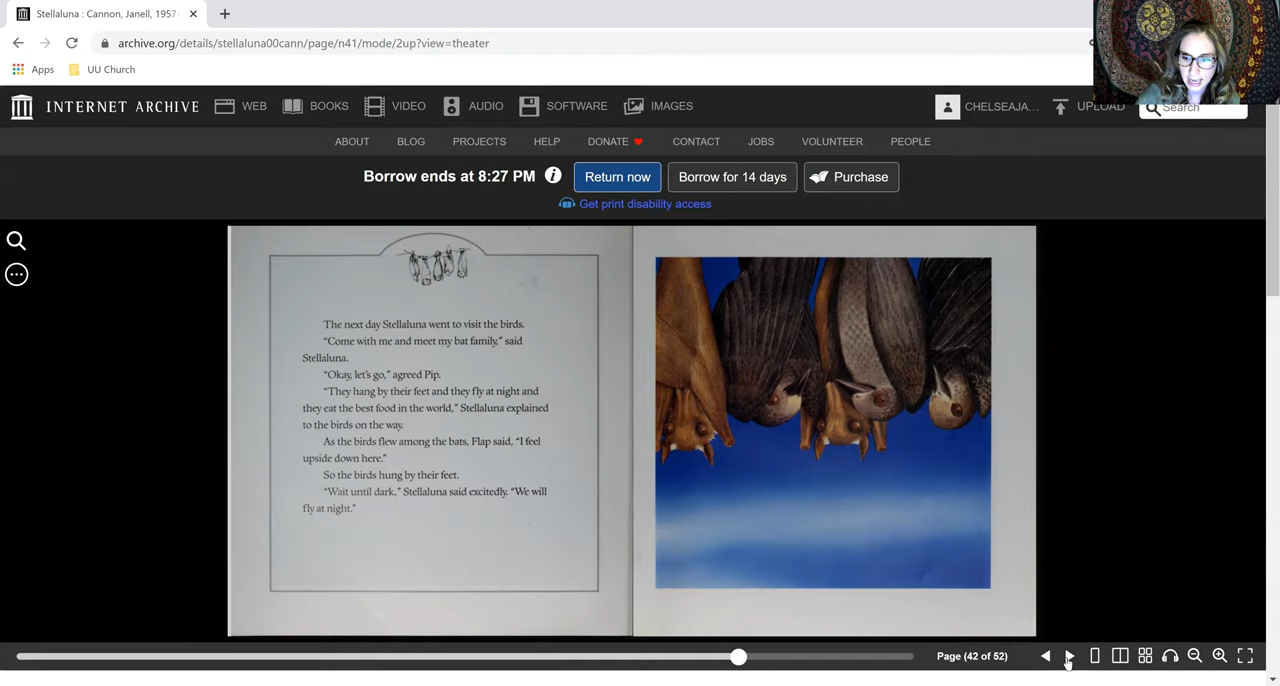 Stellaluna : Cannon, Janell, 1957-
archive.org/details/stellaluna00cann/page/n41/mode/2up?view=theater
Apps UU Church
INTERNET ARCHIVE WEB BOOKS VIDEO AUDIO SOFTWARE IMAGES CHELSEAJA... UPLOAD Search
ABOUT BLOG PROJECTS HELP DONATE CONTACT JOBS VOLUNTEER PEOPLE
Borrow ends at 8:27 PM Return now Borrow for 14 days Purchase
Get print disability access
The next day Stellaluna went to visit the birds.
“Come with me and meet my bat family,” said
Stellaluna.
“Okay, let’s go,” agreed Pip.
“They hang by their feet and they fly at night and
they eat the best food in the world,” Stellaluna explained
to the birds on the way.
As the birds flew among the bats, Flap said, “I feel
upside down here.”
So the birds hung by their feet.
“Wait until dark,” Stellaluna said excitedly. “We will
fly at night.”
Page (42 of 52)